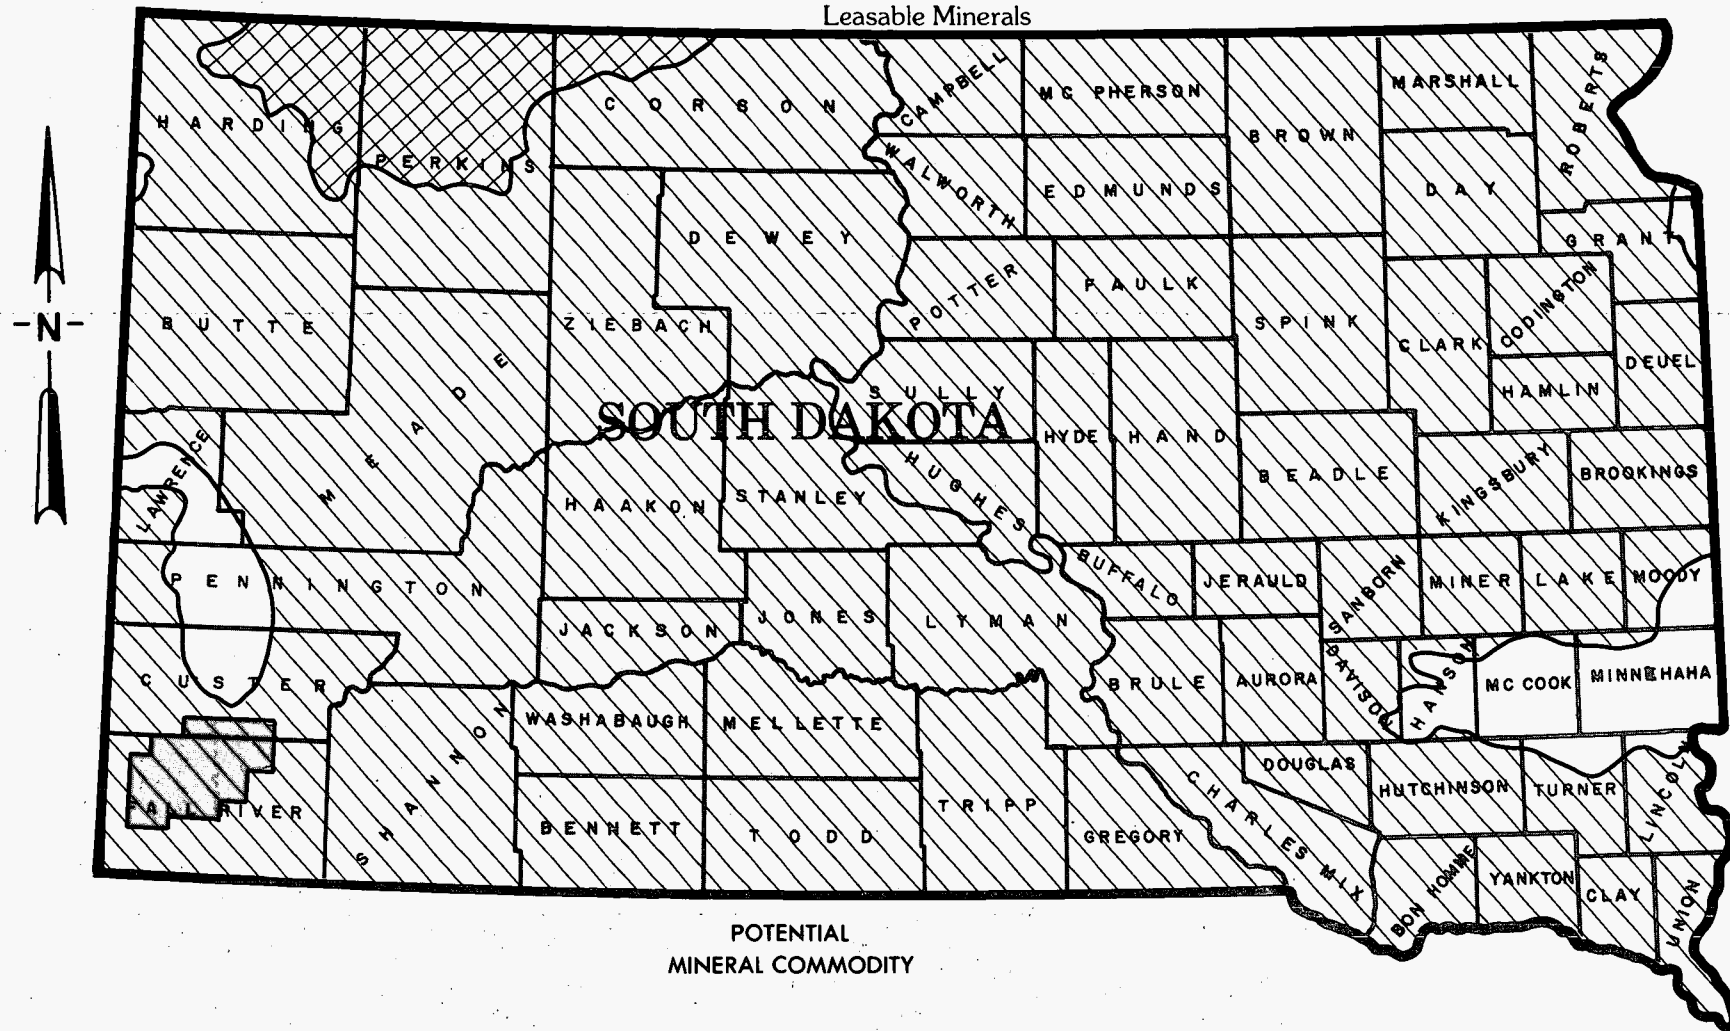 Leasable Minerals
CAMPBELL
MC PHERSON
MARSHALL
ROBERTS
HARDING
CORSON
BROWN
PERKINS
WALWORTH
EDMUNDS
DAY
DEWEY
GRANT
POTTER
FAULK
CODINGTON
-N-
BUTTE
ZIEBACH
SPINK
CLARK
DEUEL
MEADE
SULLY
HAMLIN
SOUTH DAKOTA
HYDE
HAND
LAWRENCE
HUGHES
BEADLE
KINGSBURY
BROOKINGS
HAAKON
STANLEY
PENNINGTON
BUFFALO
JERAULD
SANBORN
MINER
LAKE
MOODY
JACKSON
JONES
LYMAN
CUSTER
BRULE
AURORA
DAVISON
HANSON
MC COOK
MINNEHAHA
SHANNON
WASHABAUGH
MELLETTE
DOUGLAS
CHARLES MIX
HUTCHINSON
TURNER
LINCOLN
FALL RIVER
BENNETT
TODD
TRIPP
GREGORY
BON HOMME
YANKTON
CLAY
UNION
POTENTIAL
MINERAL COMMODITY